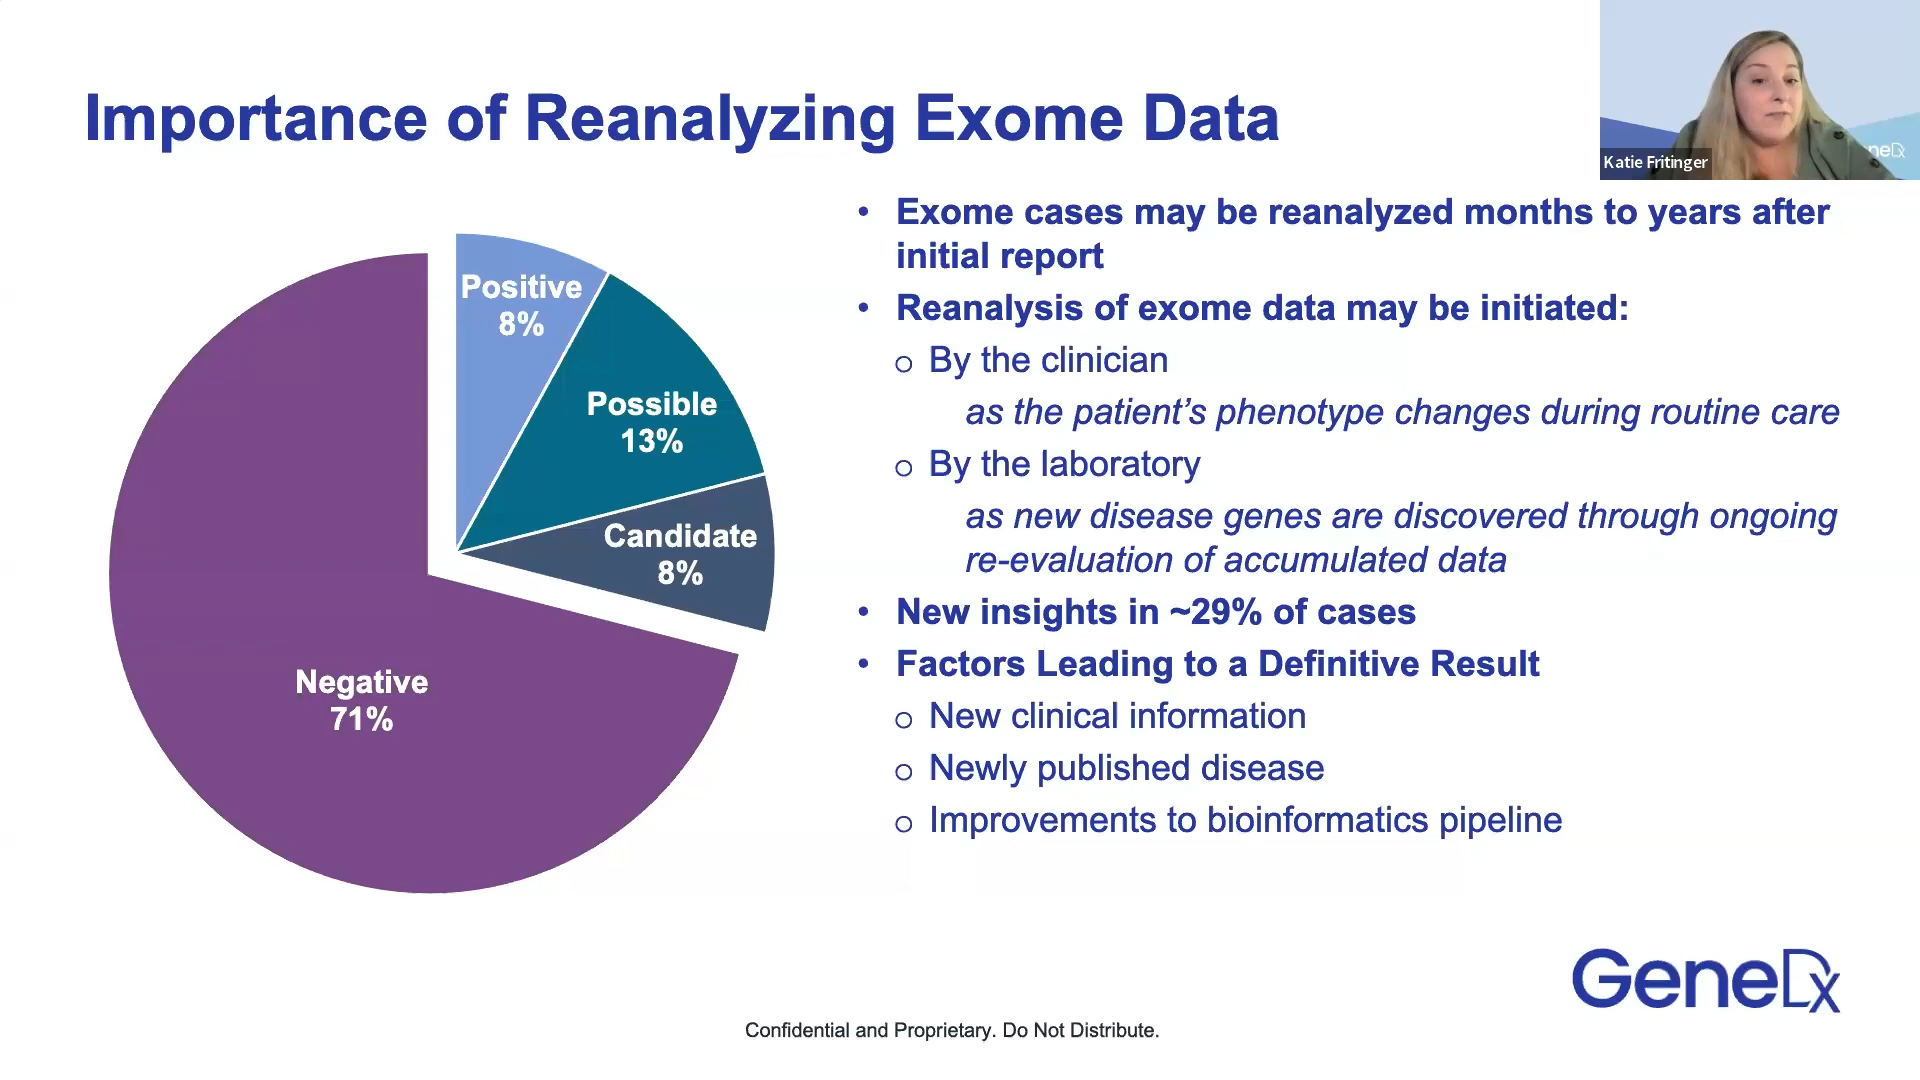 Importance of Reanalyzing Exome Data
Katie Fritinger
Positive
8%
Possible
13%
Candidate
8%
Negative
71%
• Exome cases may be reanalyzed months to years after
initial report
• Reanalysis of exome data may be initiated:
o By the clinician
as the patient’s phenotype changes during routine care
o By the laboratory
as new disease genes are discovered through ongoing
re-evaluation of accumulated data
• New insights in ~29% of cases
• Factors Leading to a Definitive Result
o New clinical information
o Newly published disease
o Improvements to bioinformatics pipeline
GeneDx
Confidential and Proprietary. Do Not Distribute.